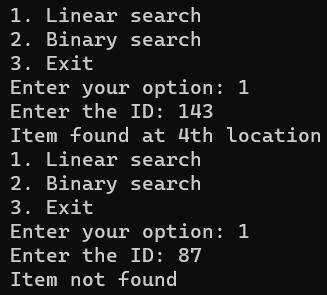 1. Linear search
2. Binary search
3. Exit
Enter your option: 1
Enter the ID: 143
Item found at 4th location
1. Linear search
2. Binary search
3. Exit
Enter your option: 1
Enter the ID: 87
Item not found